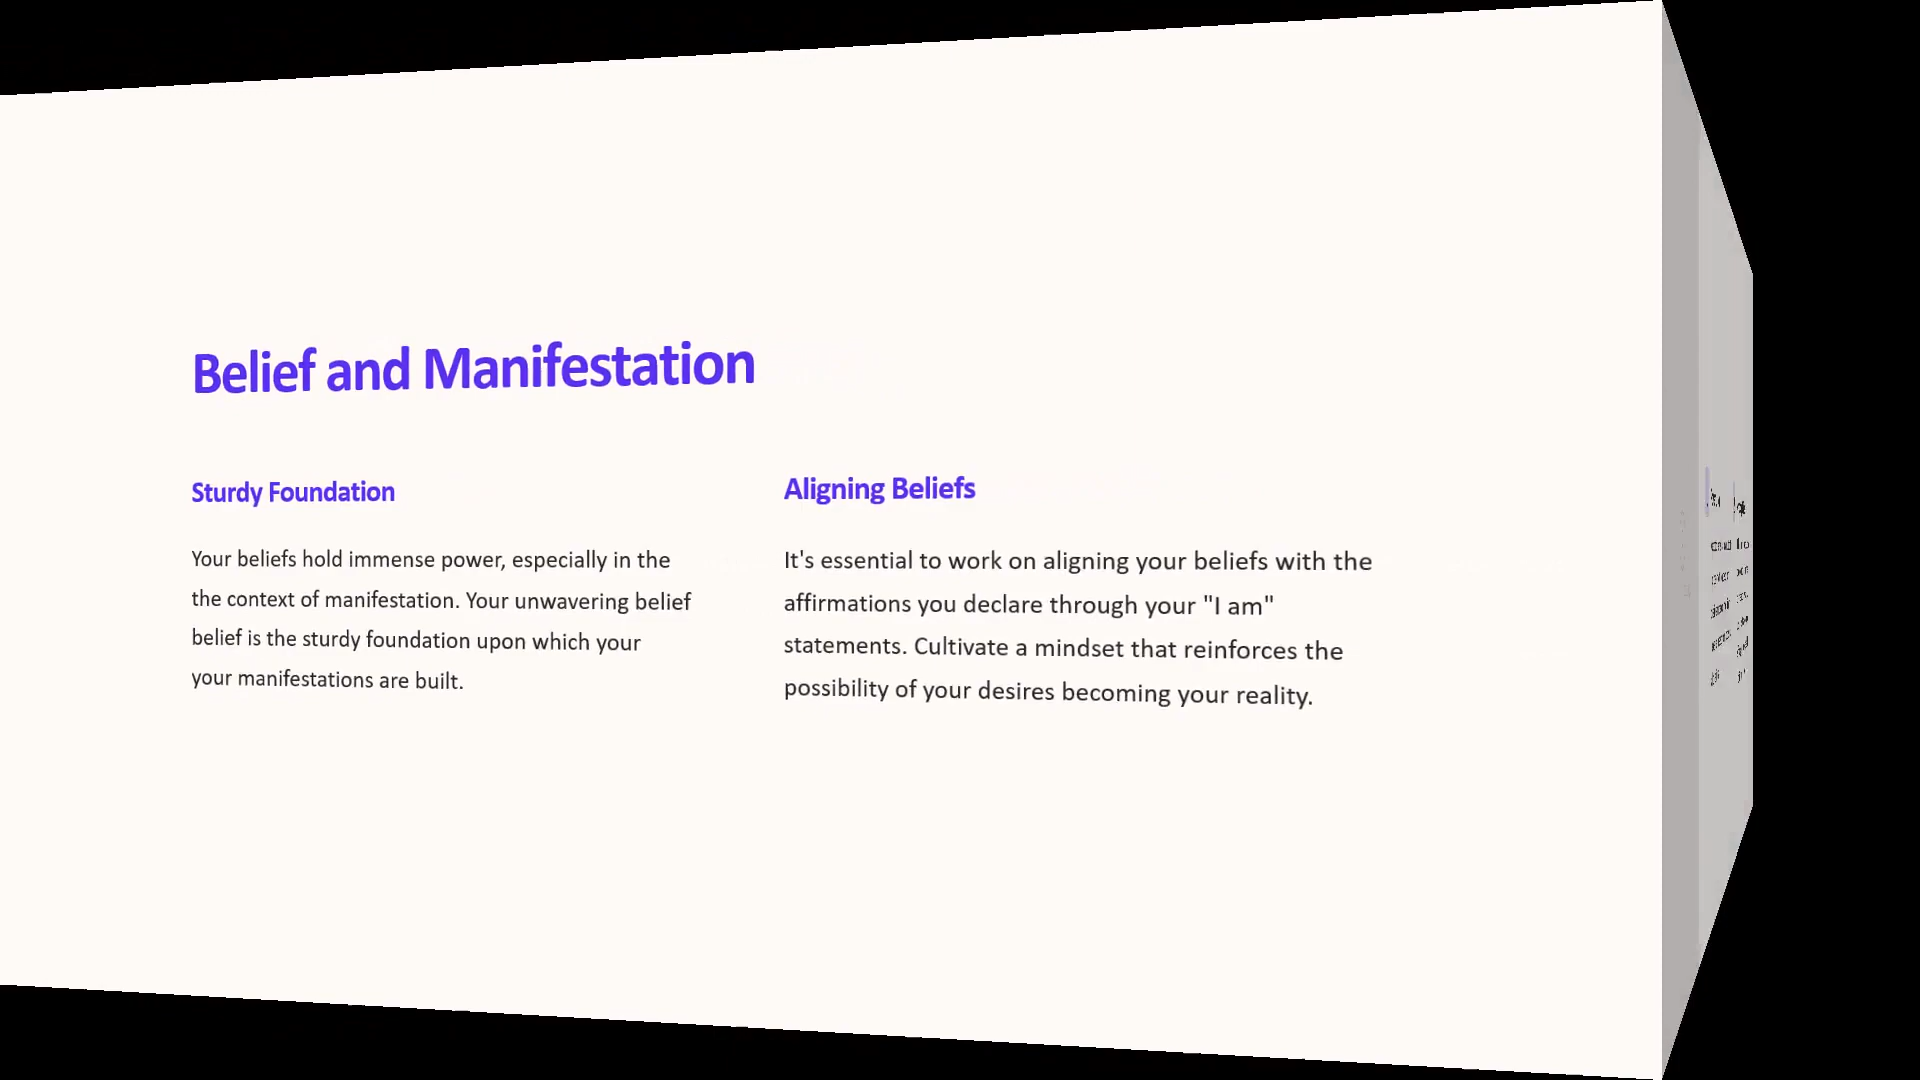 Belief and Manifestation
Sturdy Foundation
Your beliefs hold immense power, especially in the
the context of manifestation. Your unwavering belief
belief is the sturdy foundation upon which your
your manifestations are built.
Aligning Beliefs
It's essential to work on aligning your beliefs with the
affirmations you declare through your "I am"
statements. Cultivate a mindset that reinforces the
possibility of your desires becoming your reality.